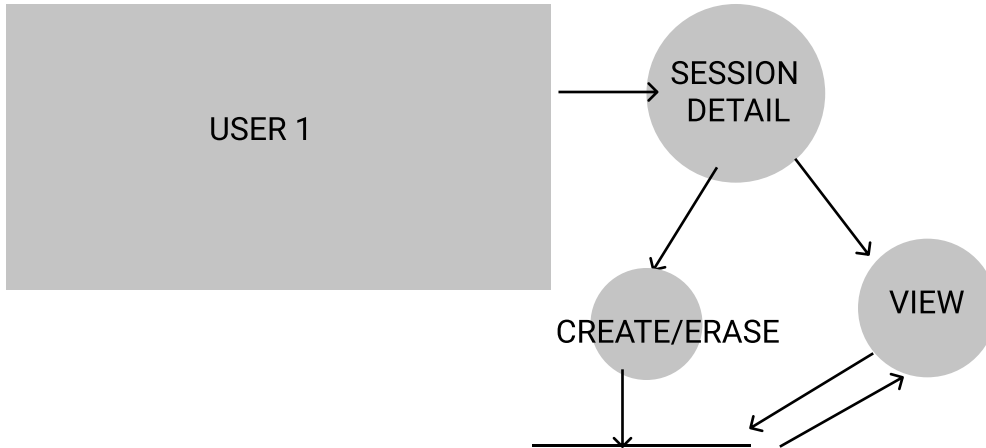 USER 1
SESSION
DETAIL
CREATE/ERASE
VIEW